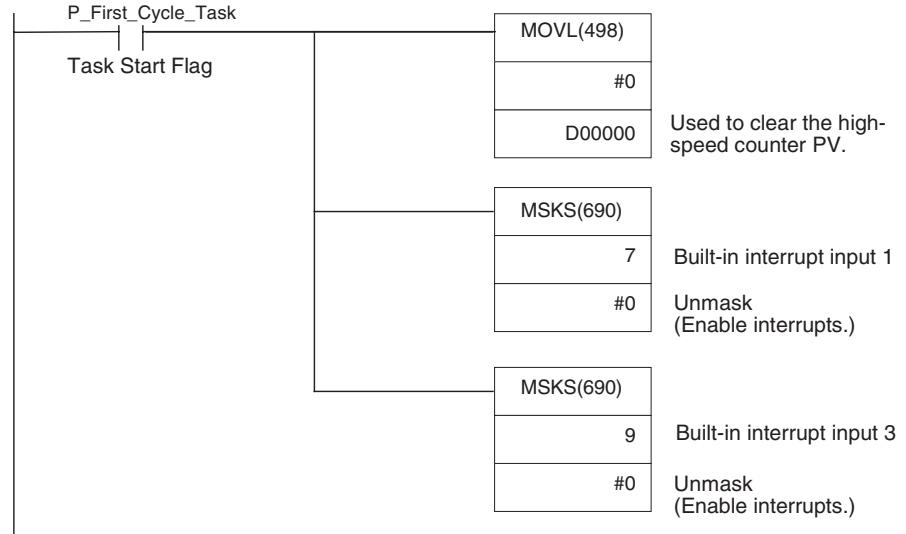 P_First_Cycle_Task
Task Start Flag
MOVL(498)
#0
D00000
Used to clear the high-
speed counter PV.
MSKS(690)
7
Built-in interrupt input 1
#0
Unmask
(Enable interrupts.)
MSKS(690)
9
Built-in interrupt input 3
#0
Unmask
(Enable interrupts.)